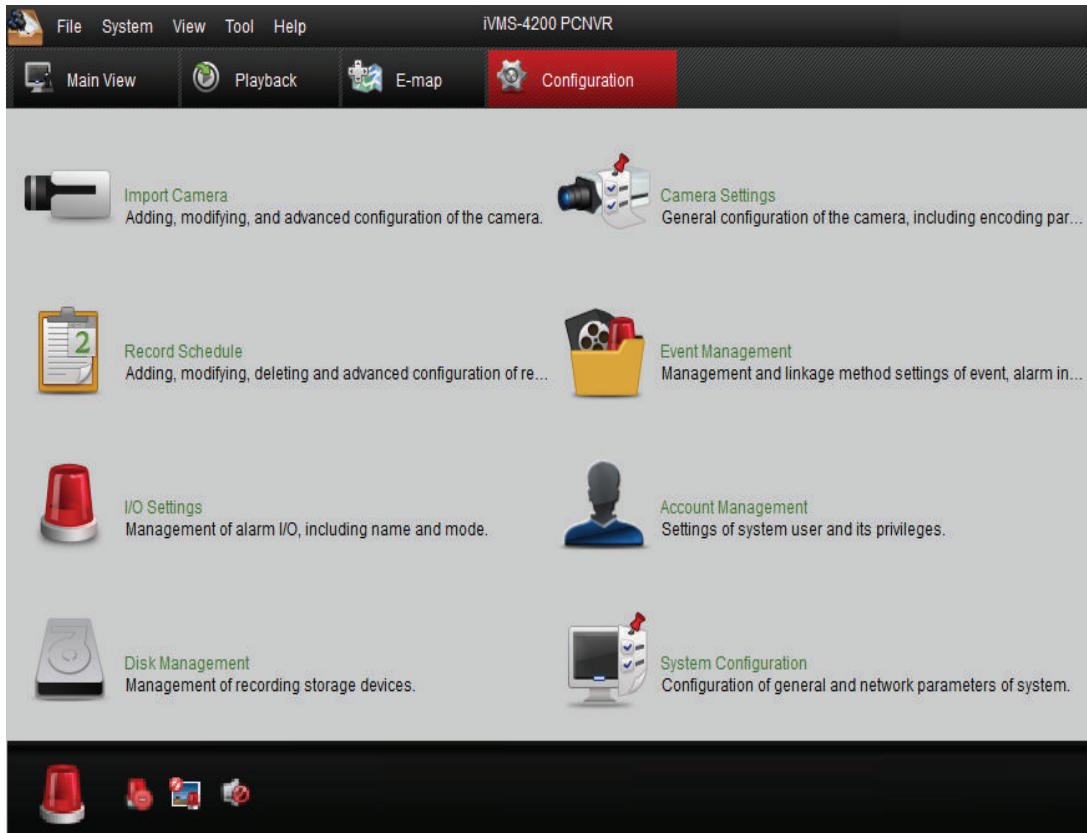 File System View Tool Help iVMS-4200 PCNVR
Main View Playback E-map Configuration
Import Camera
Adding, modifying, and advanced configuration of the camera.
Camera Settings
General configuration of the camera, including encoding par...
2
Record Schedule
Adding, modifying, deleting and advanced configuration of re...
Event Management
Management and linkage method settings of event, alarm in...
I/O Settings
Management of alarm I/O, including name and mode.
Account Management
Settings of system user and its privileges.
Disk Management
Management of recording storage devices.
System Configuration
Configuration of general and network parameters of system.